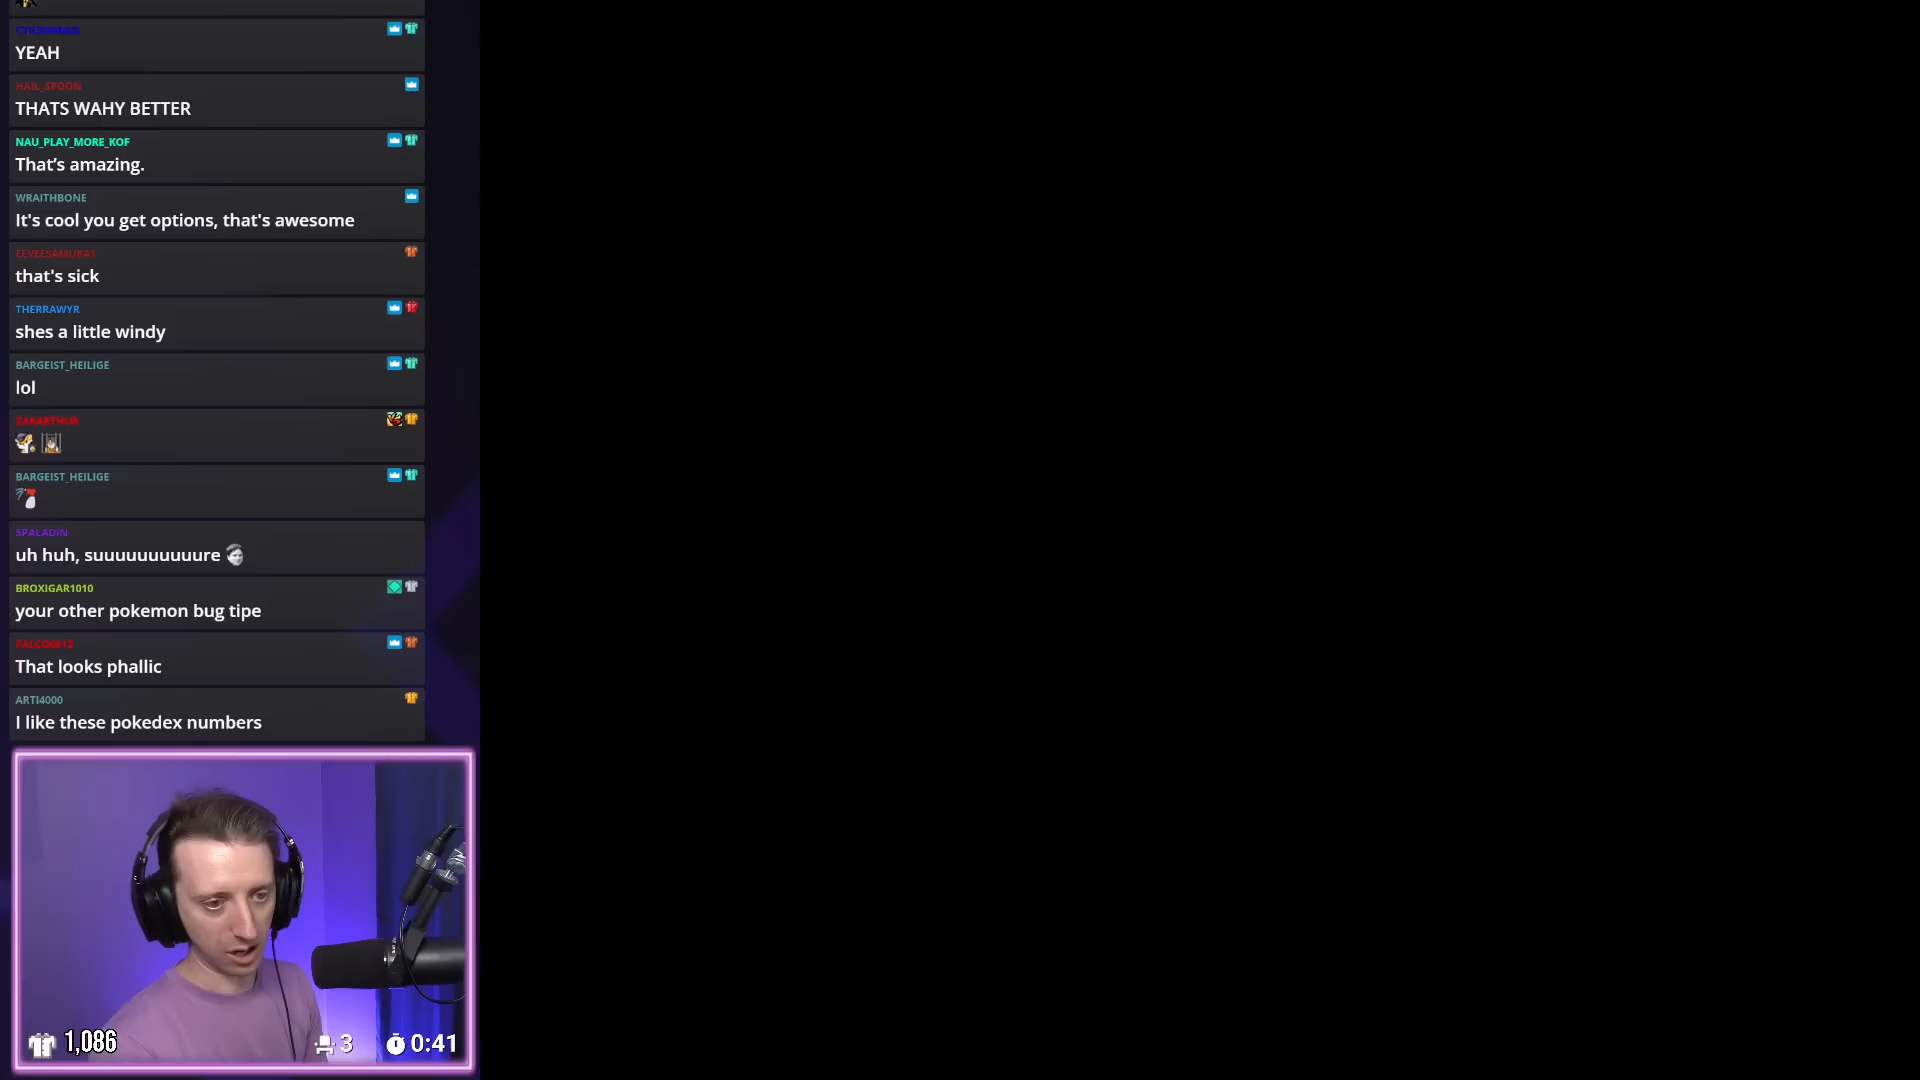 YEAH
HAIL_SPOON
THATS WAHY BETTER
NAU_PLAY_MORE_KOF
That’s amazing.
WRAITHBONE
It's cool you get options, that's awesome
that's sick
THERRAWYR
shes a little windy
BARGEIST_HEILIGE
lol
ZARARTHUR
BARGEIST_HEILIGE
SPALADIN
uh huh, suuuuuuuuuure
BROXIGAR1010
your other pokemon bug tipe
That looks phallic
ARTI4000
I like these pokedex numbers
1,086
3
0:41